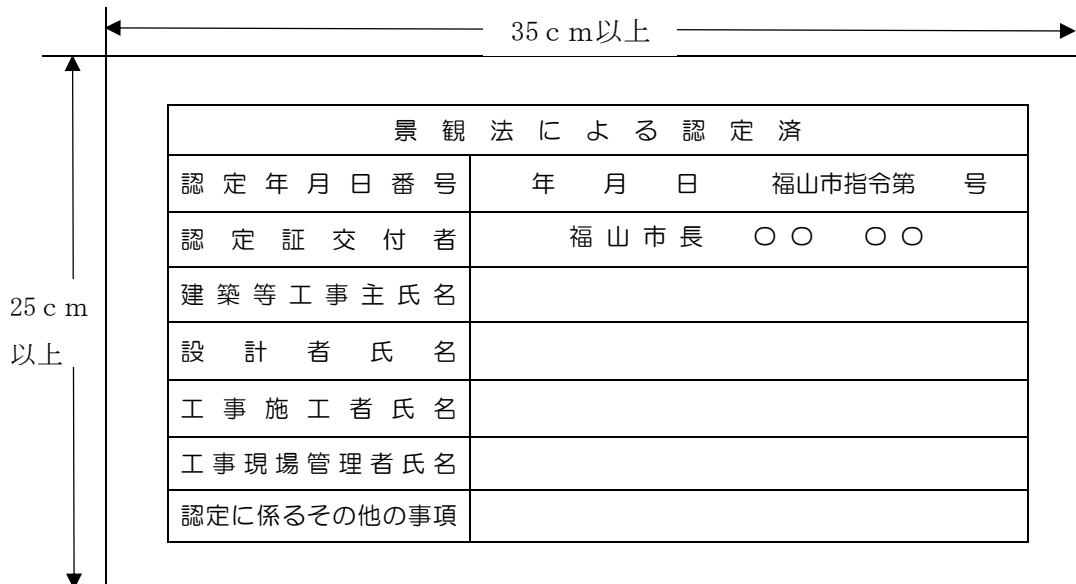 35ｃｍ以上
25ｃｍ
以上
景観法による認定済
認定年月日番号　年　月　日　福山市指令第　号
認定証交付者　福山市長　〇〇　〇〇
建築等工事主氏名
設計者氏名
工事施工者氏名
工事現場管理者氏名
認定に係るその他の事項